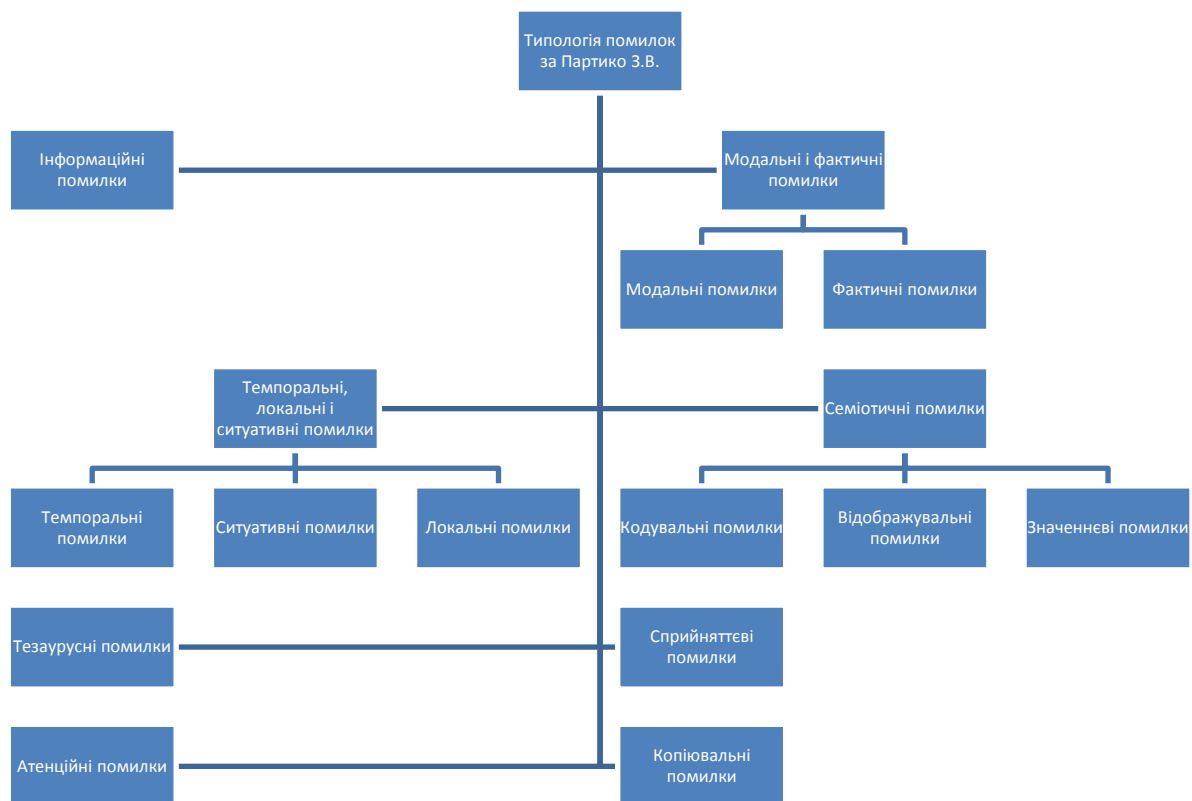 Типологія помилок
за Партико З.В.
Інформаційні
помилки
Модальні і фактичні
помилки
Модальні помилки
Фактичні помилки
Темпоральні,
локальні і
ситуативні помилки
Семіотичні помилки
Темпоральні
помилки
Ситуативні помилки
Локальні помилки
Кодувальні помилки
Відображувальні
помилки
Значеннєві помилки
Тезаурусні помилки
Сприйняттєві
помилки
Атенційні помилки
Копіювальні
помилки